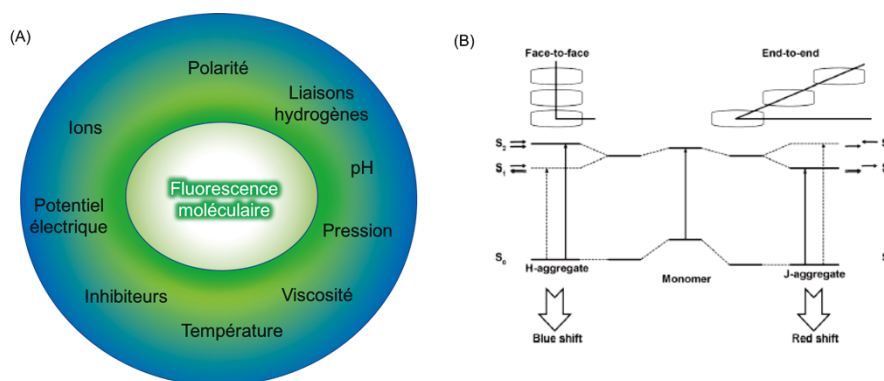 (A)
Polarité
Liaisons
hydrogènes
Ions
pH
Fluorescence
moléculaire
Potentiel
électrique
Pression
Inhibiteurs
Viscosité
Température
(B)
Face-to-face
End-to-end
S₂
S
S₁
S
S₀
S
H-aggregate
Monomer
J-aggregate
Blue shift
Red shift